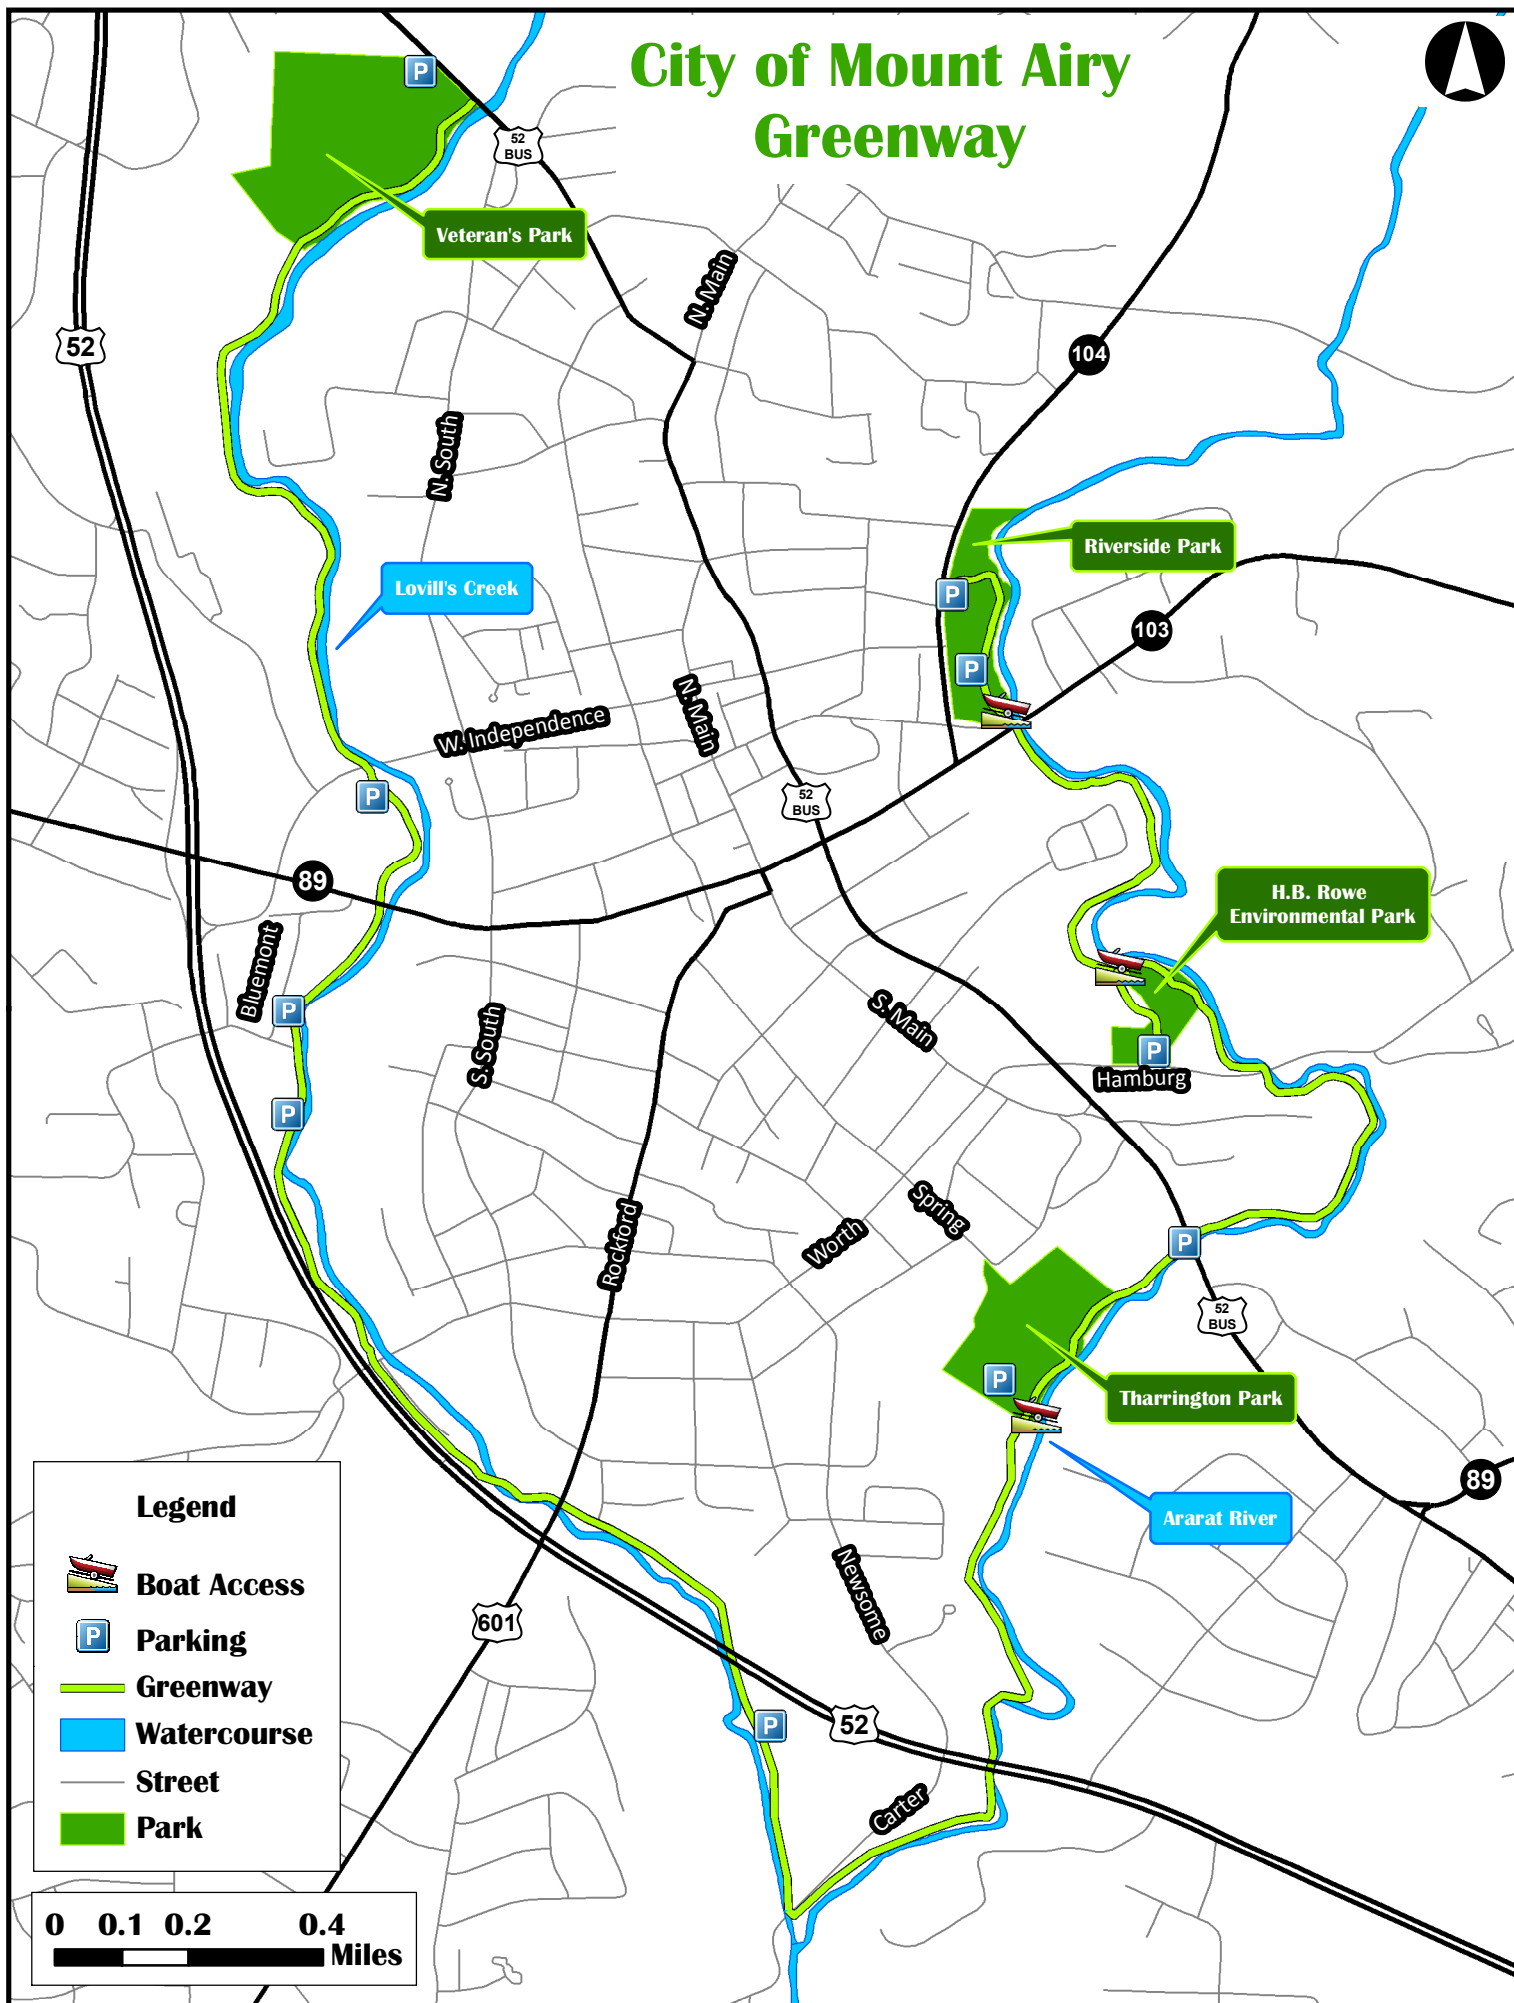 City of Mount Airy
Greenway
P
52
BUS
Veteran's Park
N. Main
52
104
N. South
Riverside Park
Lovill's Creek
P
103
P
N. Main
W. Independence
P
52
BUS
89
H.B. Rowe
Environmental Park
Bluemont
P
S. Main
S. South
P
Hamburg
P
Spring
Worth
Rockford
P
52
BUS
P
Tharrington Park
89
Ararat River
Newsome
601
P
52
Carter
Legend
Boat Access
P Parking
Greenway
Watercourse
Street
Park
0 0.1 0.2 0.4
Miles